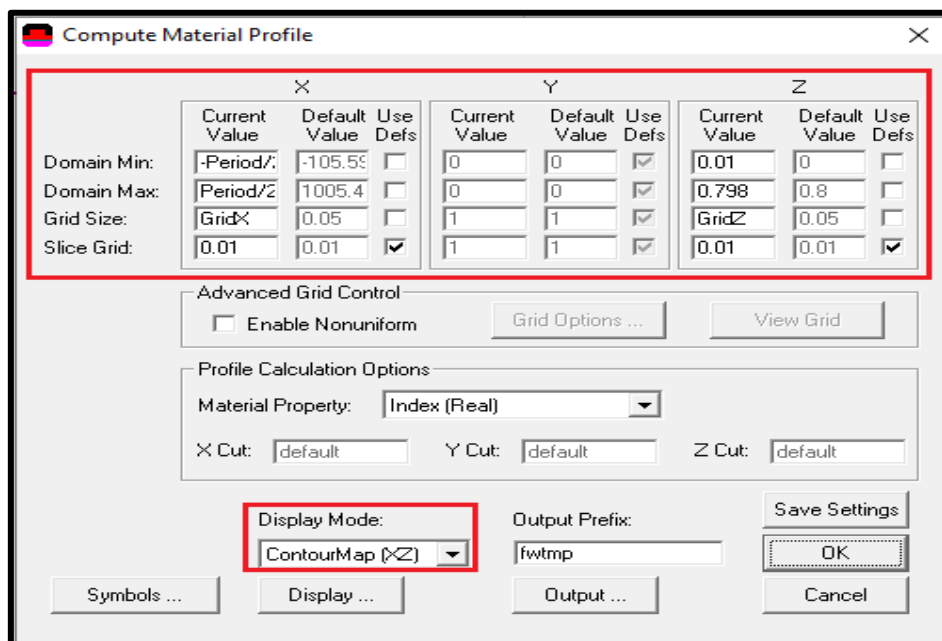 Compute Material Profile
X Y Z
Current Value Default Value Use Defs Current Value Default Value Use Defs Current Value Default Value Use Defs
Domain Min: -Period/2 -105.59 0 0 0.01 0
Domain Max: Period/2 1005.4 0 0 0.798 0.8
Grid Size: GridX 0.05 1 1 GridZ 0.05
Slice Grid: 0.01 0.01 1 1 0.01 0.01
Advanced Grid Control
Enable Nonuniform Grid Options ... View Grid
Profile Calculation Options
Material Property: Index (Real)
X Cut: default Y Cut: default Z Cut: default
Display Mode: Output Prefix: Save Settings
ContourMap (XZ) fwtmp OK
Symbols ... Display ... Output ... Cancel